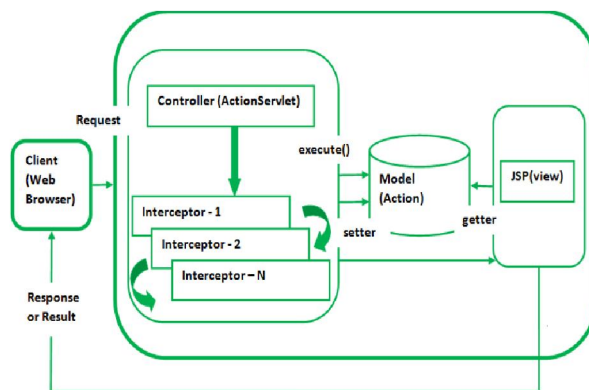 Controller (ActionServlet)
Request
execute()
Client
(Web
Browser)
Model
(Action)
JSP(view)
Interceptor - 1
setter
getter
Interceptor - 2
Interceptor – N
Response
or Result